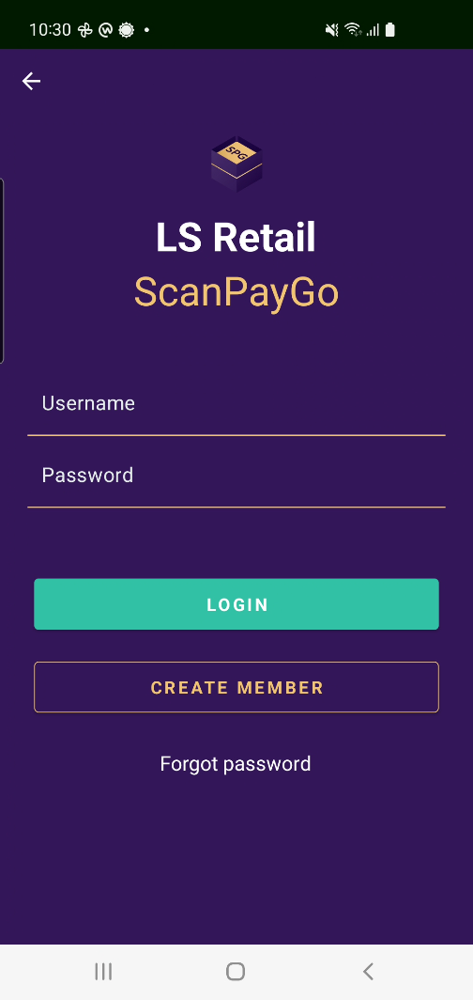 10:30
SPG
LS Retail
ScanPayGo
Username
Password
LOGIN
CREATE MEMBER
Forgot password